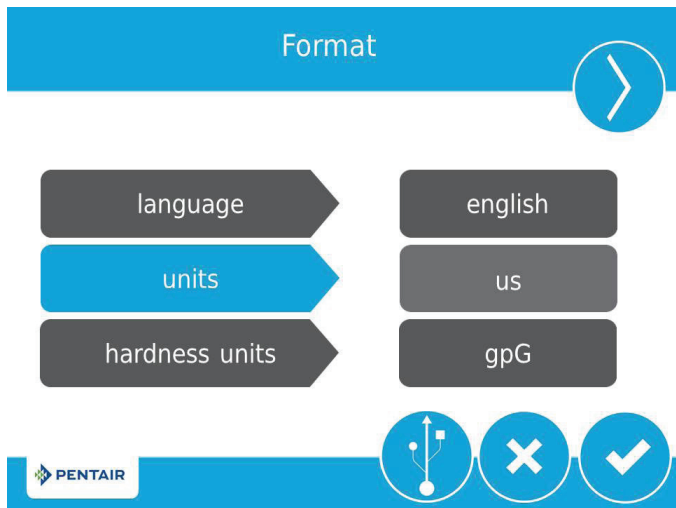 Format
language
english
units
us
hardness units
gpG
PENTAIR